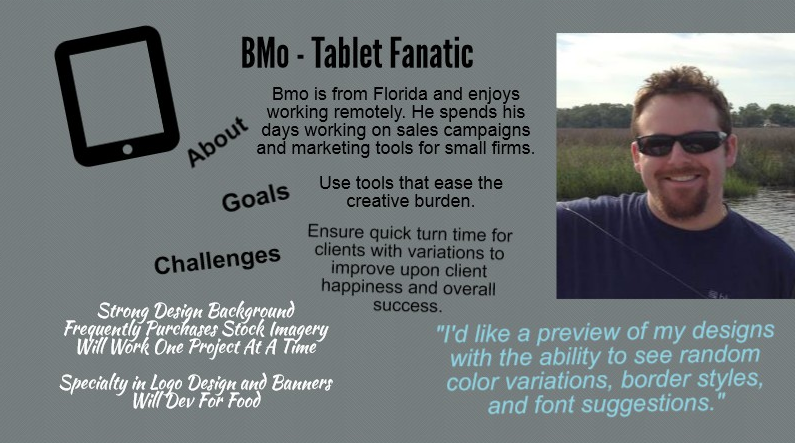 BMo - Tablet Fanatic
About
Bmo is from Florida and enjoys
working remotely. He spends his
days working on sales campaigns
and marketing tools for small firms.
Goals
Use tools that ease the
creative burden.
Challenges
Ensure quick turn time for
clients with variations to
improve upon client
happiness and overall
success.
Strong Design Background
Frequently Purchases Stock Imagery
Will Work One Project At A Time
Specialty in Logo Design and Banners
Will Dev For Food
"I'd like a preview of my designs
with the ability to see random
color variations, border styles,
and font suggestions."